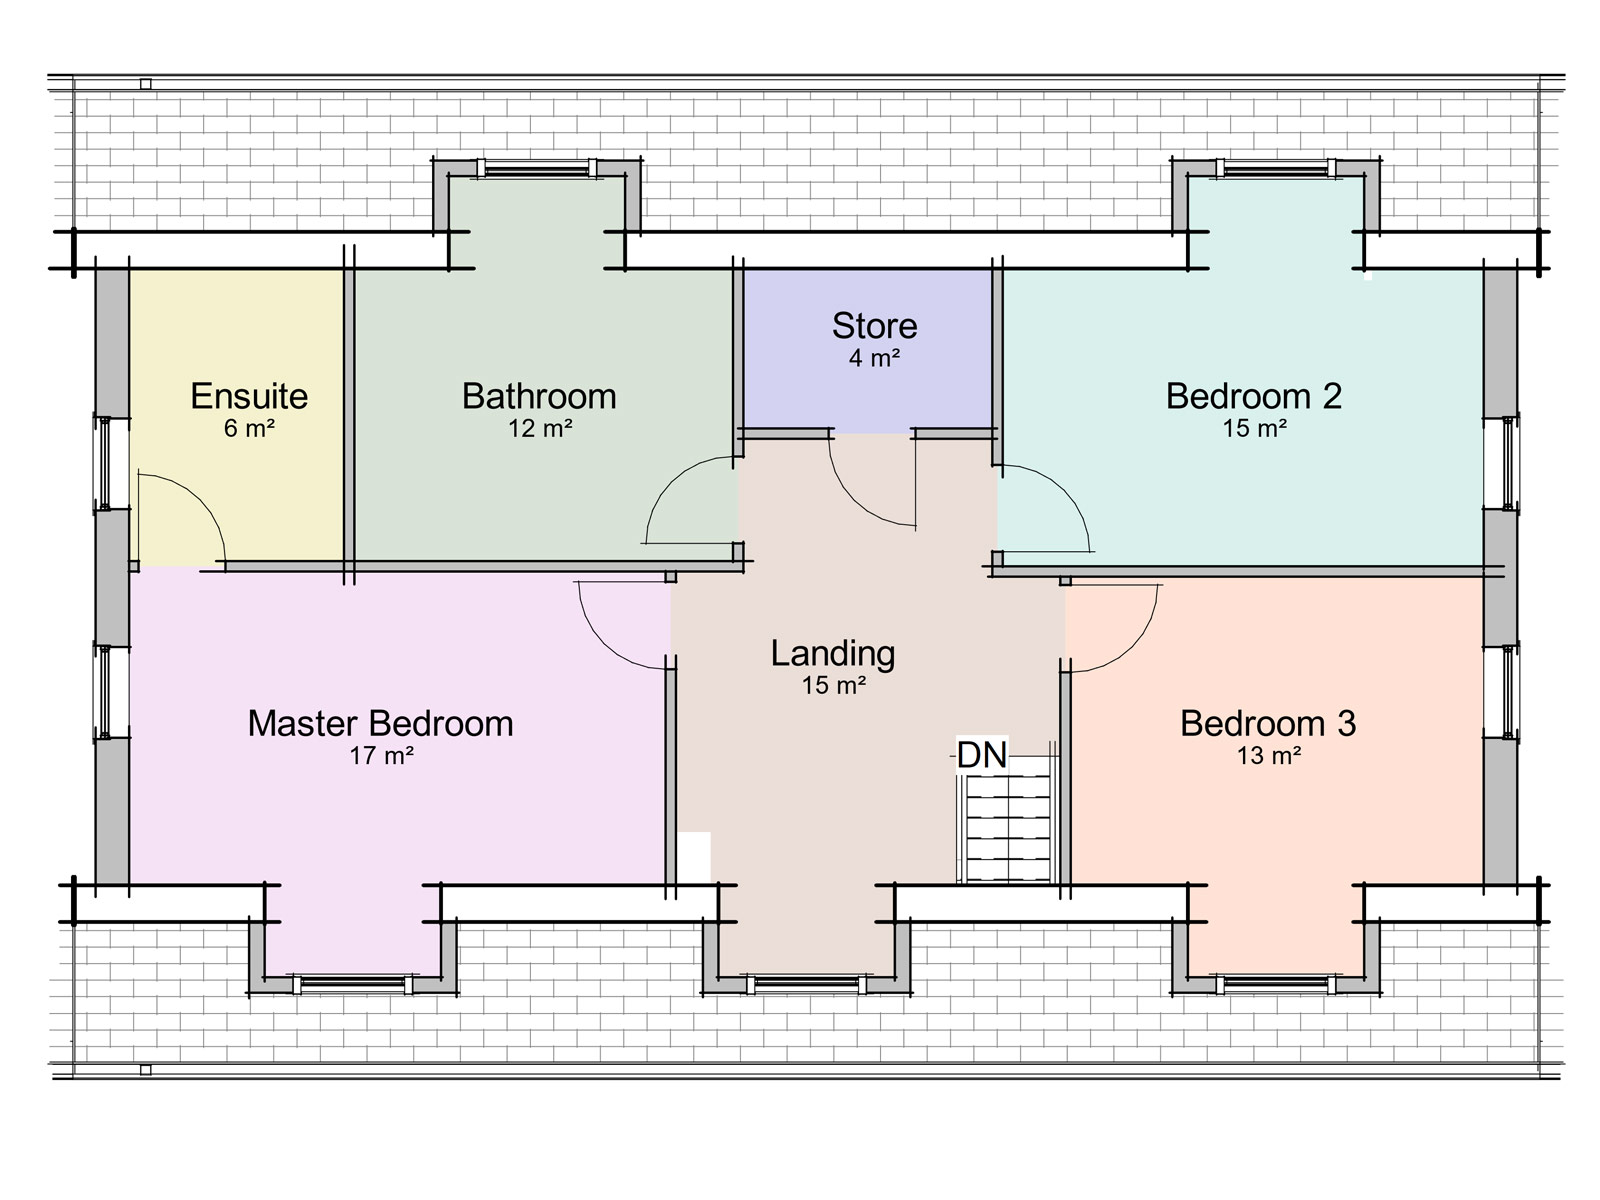 Store
4 m²
Ensuite
6 m²
Bathroom
12 m²
Bedroom 2
15 m²
Landing
15 m²
Master Bedroom
17 m²
Bedroom 3
13 m²
DN